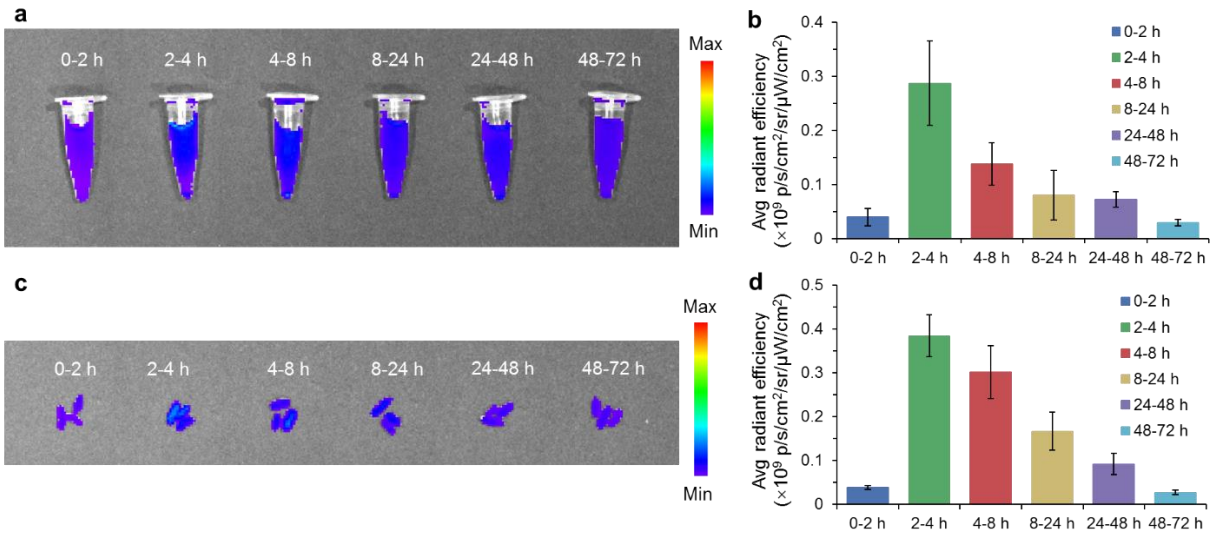 a
0-2 h 2-4 h 4-8 h 8-24 h 24-48 h 48-72 h
Max
Min
b
Avg radiant efficiency
(×10⁹ p/s/cm²/sr/µW/cm²)
0.4
0.3
0.2
0.1
0
0-2 h
2-4 h
4-8 h
8-24 h
24-48 h
48-72 h
0-2 h 2-4 h 4-8 h 8-24 h 24-48 h 48-72 h
c
0-2 h 2-4 h 4-8 h 8-24 h 24-48 h 48-72 h
Max
Min
d
Avg radiant efficiency
(×10⁹ p/s/cm²/sr/µW/cm²)
0.5
0.4
0.3
0.2
0.1
0
0-2 h
2-4 h
4-8 h
8-24 h
24-48 h
48-72 h
0-2 h 2-4 h 4-8 h 8-24 h 24-48 h 48-72 h